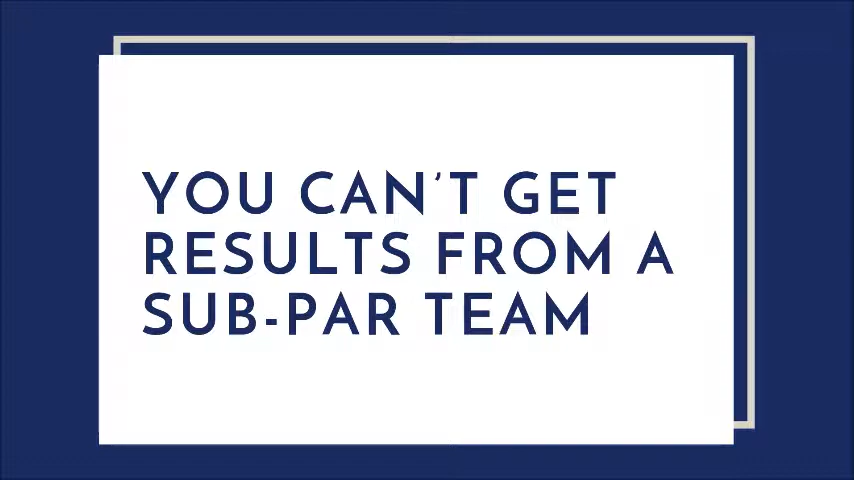 YOU CAN'T GET
RESULTS FROM A
SUB-PAR TEAM